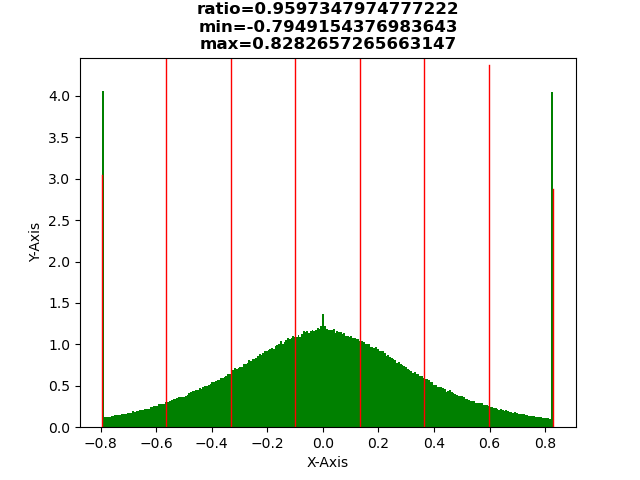 ratio=0.9597347974777222
min=-0.7949154376983643
max=0.8282657265663147
4.0
3.5
3.0
2.5
2.0
1.5
1.0
0.5
0.0
Y-Axis
−0.8 −0.6 −0.4 −0.2 0.0 0.2 0.4 0.6 0.8
X-Axis